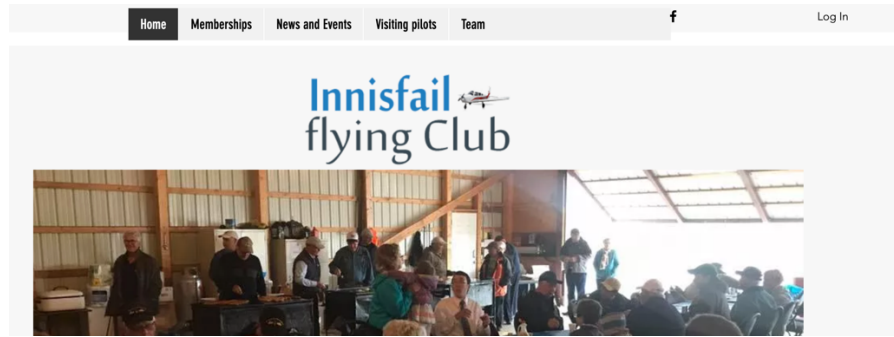 Home Memberships News and Events Visiting pilots Team f Log In
Innisfail
flying Club